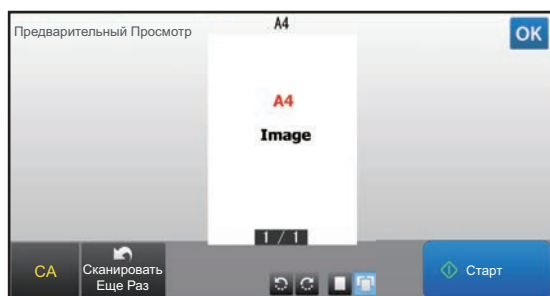 Предварительный Просмотр
A4
OK
A4
Image
1 / 1
CA
Сканировать
Еще Раз
Старт